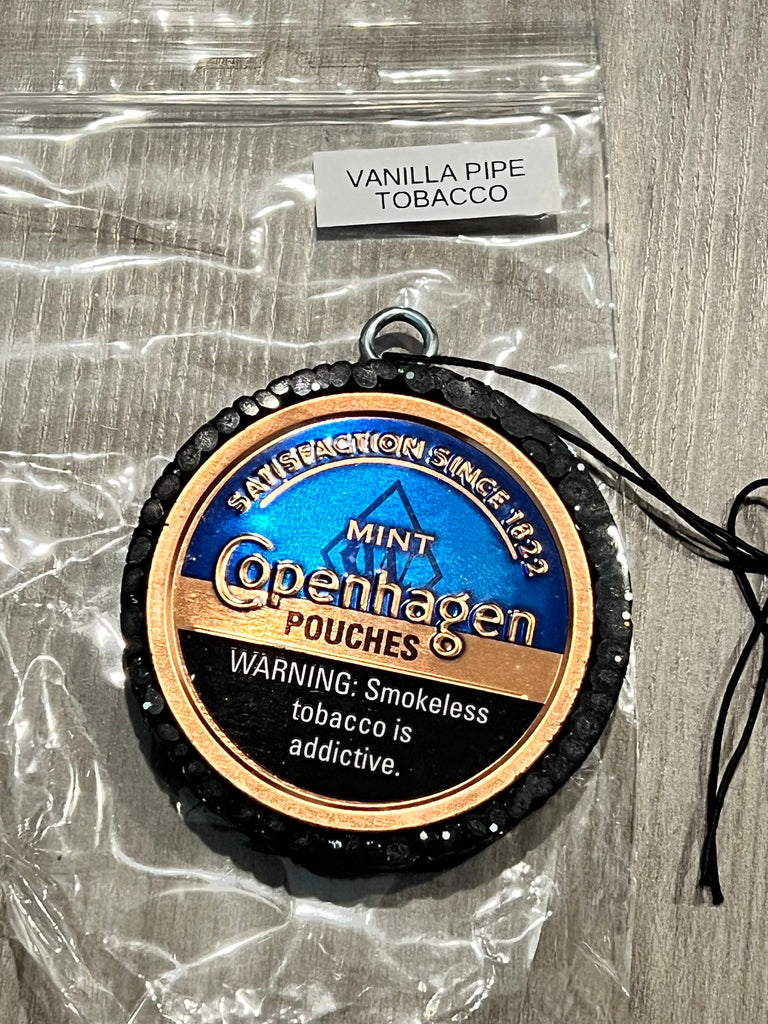 VANILLA PIPE
TOBACCO
SATISFACTION SINCE 1822
MINT
Copenhagen
POUCHES
WARNING: Smokeless
tobacco is
addictive.